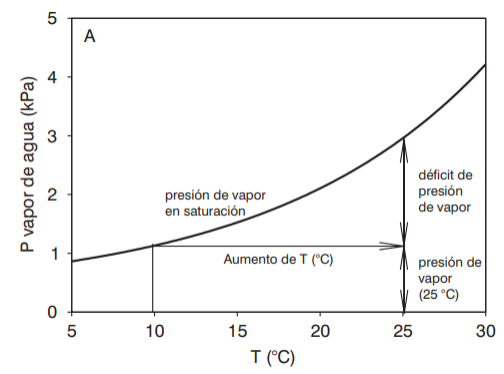 A
5
4
3
2
1
0
P vapor de agua (kPa)
presión de vapor
en saturación
déficit de
presión
de vapor
Aumento de T (°C)
presión de
vapor
(25 °C)
5
10
15
20
25
30
T (°C)